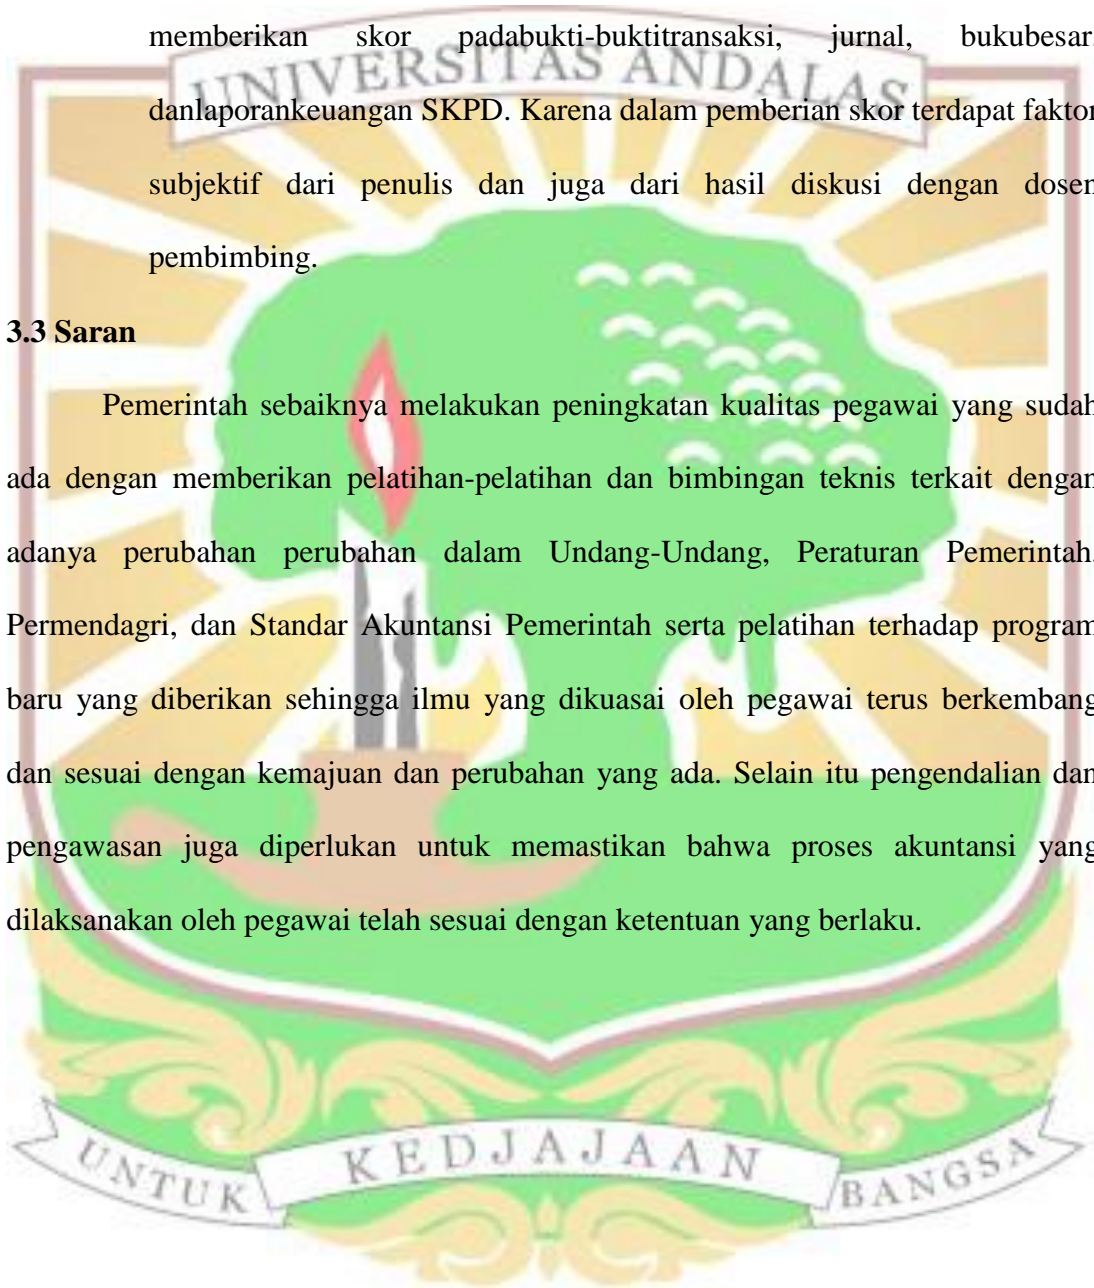 memberikan skor padabukti-buktitransaksi, jurnal, bukubesar,
UNIVERSITAS ANDALAS
danlaporankeuangan SKPD. Karena dalam pemberian skor terdapat faktor
subjektif dari penulis dan juga dari hasil diskusi dengan dosen
pembimbing.
3.3 Saran
Pemerintah sebaiknya melakukan peningkatan kualitas pegawai yang sudah
ada dengan memberikan pelatihan-pelatihan dan bimbingan teknis terkait dengan
adanya perubahan perubahan dalam Undang-Undang, Peraturan Pemerintah,
Permendagri, dan Standar Akuntansi Pemerintah serta pelatihan terhadap program
baru yang diberikan sehingga ilmu yang dikuasai oleh pegawai terus berkembang
dan sesuai dengan kemajuan dan perubahan yang ada. Selain itu pengendalian dan
pengawasan juga diperlukan untuk memastikan bahwa proses akuntansi yang
dilaksanakan oleh pegawai telah sesuai dengan ketentuan yang berlaku.
UNTUK KEDJAJAAN BANGSA